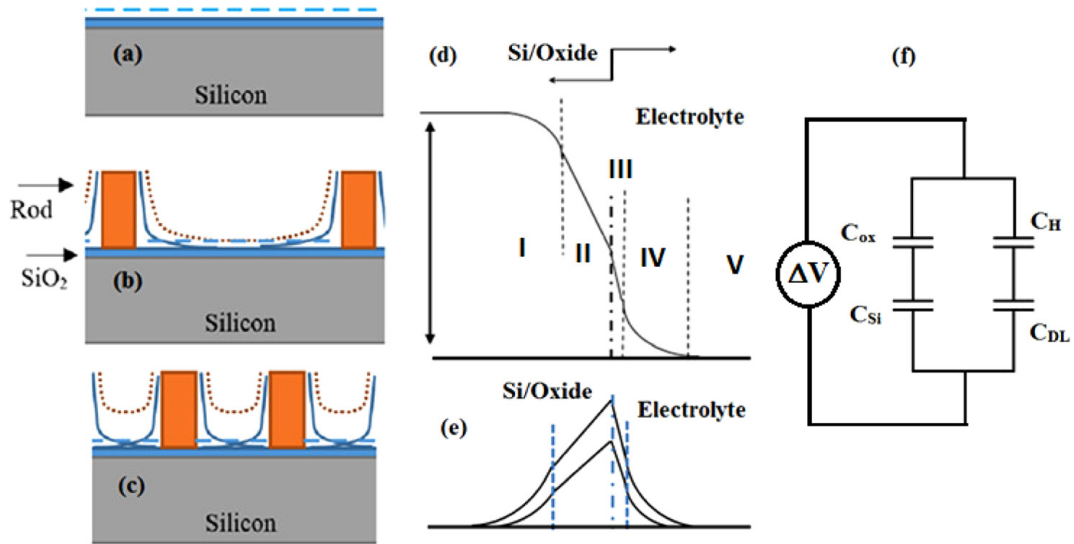 (a)
Silicon
Rod
SiO₂
(b)
Silicon
(c)
Silicon
(d)
Si/Oxide
Electrolyte
I
II
III
IV
V
(e)
Si/Oxide
Electrolyte
(f)
ΔV
Cox
CH
CSi
CDL